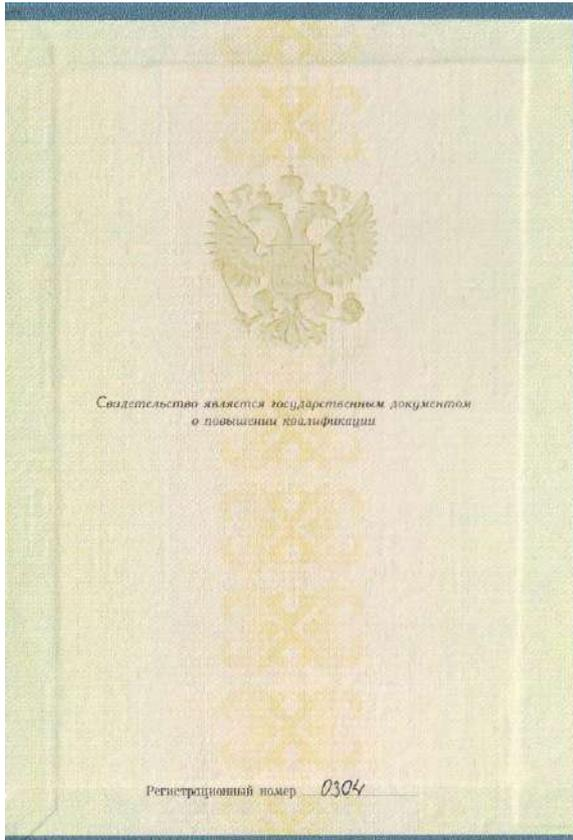 Свидетельство является государственным документом
о повышении квалификации
Регистрационный номер 0304